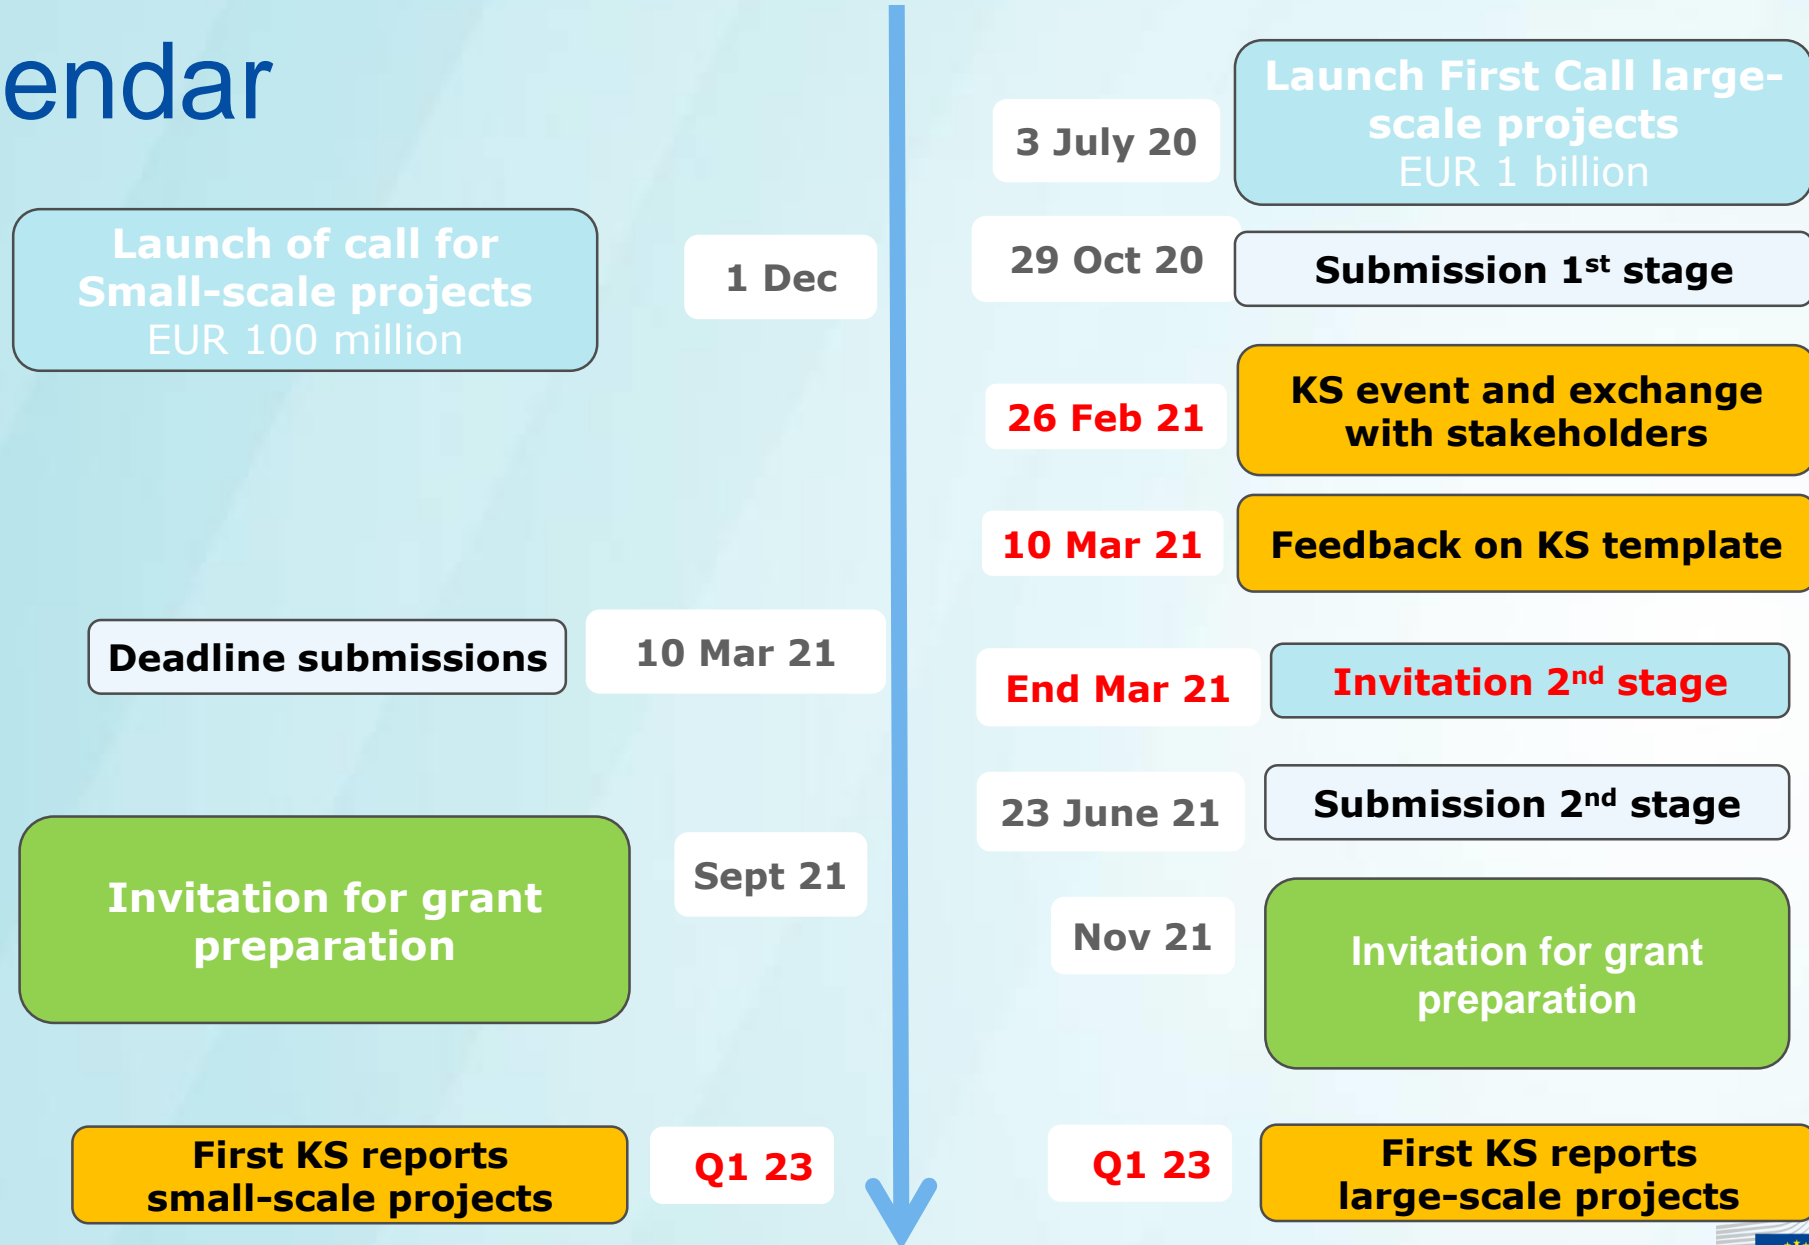 endar
Launch of call for
Small-scale projects
EUR 100 million
1 Dec
Deadline submissions
10 Mar 21
Invitation for grant
preparation
Sept 21
First KS reports
small-scale projects
Q1 23
3 July 20
Launch First Call large-
scale projects
EUR 1 billion
29 Oct 20
Submission 1st stage
26 Feb 21
KS event and exchange
with stakeholders
10 Mar 21
Feedback on KS template
End Mar 21
Invitation 2nd stage
23 June 21
Submission 2nd stage
Nov 21
Invitation for grant
preparation
Q1 23
First KS reports
large-scale projects